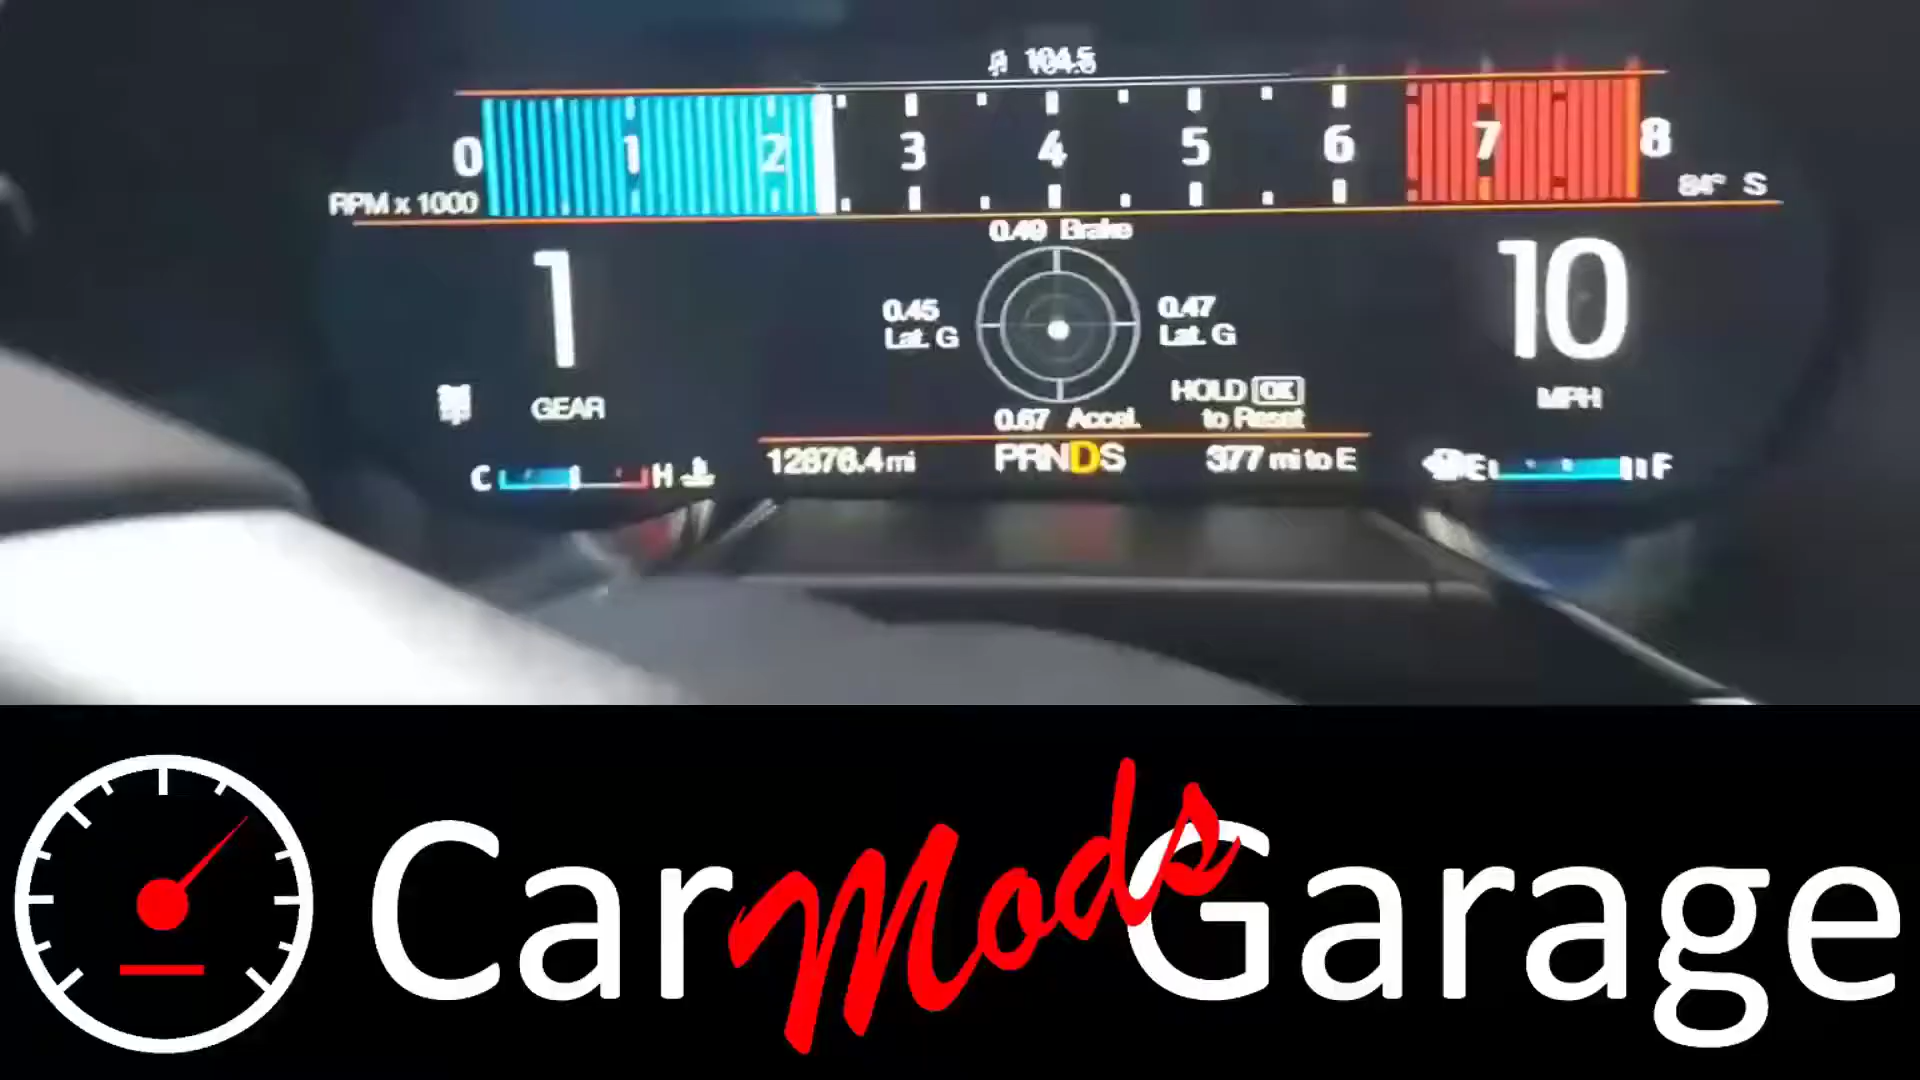 104.5
0 1 2 3 4 5 6 7 8
RPM x 1000
84° S
0.49 Brake
1
10
0.45
Lat. G
0.47
Lat. G
HOLD OK
to Reset
GEAR
MPH
0.67 Accel.
12876.4 mi
PRNDS
377 mi to E
C
H
E
F
Car Mods Garage